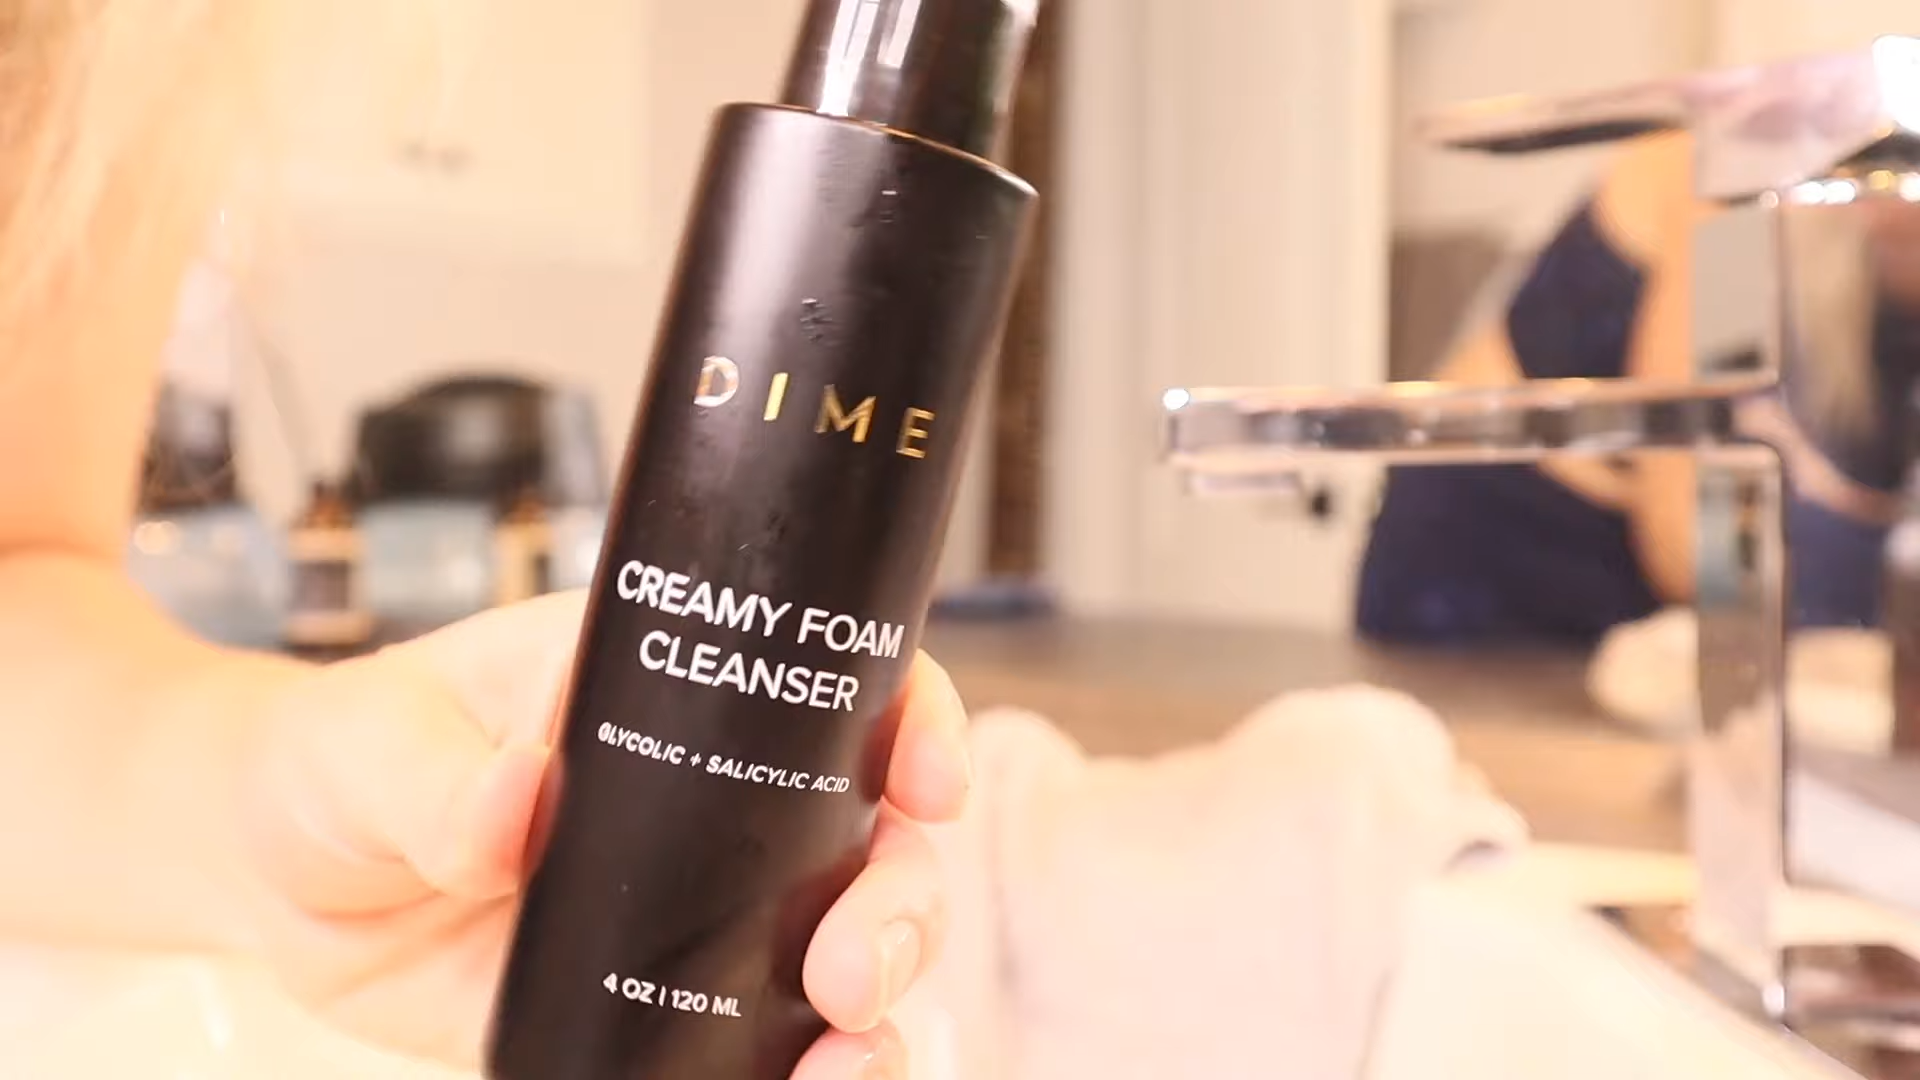 DIME
CREAMY FOAM
CLEANSER
GLYCOLIC + SALICYLIC ACID
4 OZ | 120 ML